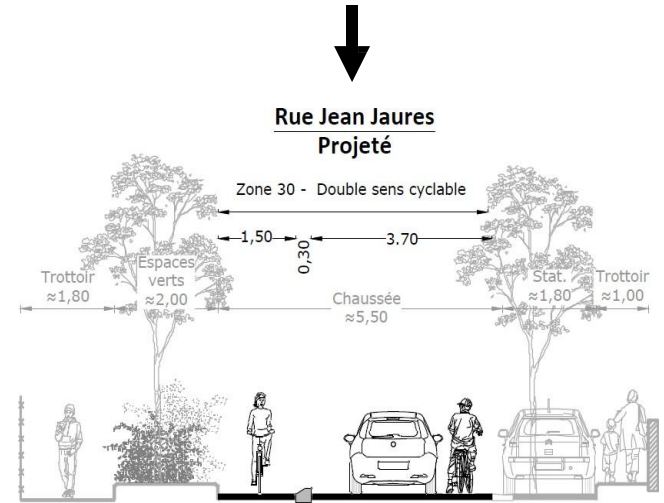 Rue Jean Jaures
Projeté
Zone 30 - Double sens cyclable
1,50
0,30
3.70
Trottoir
≈1,80
Espaces
verts
≈2,00
Chaussée
≈5,50
Stat.
≈1,80
Trottoir
≈1,00